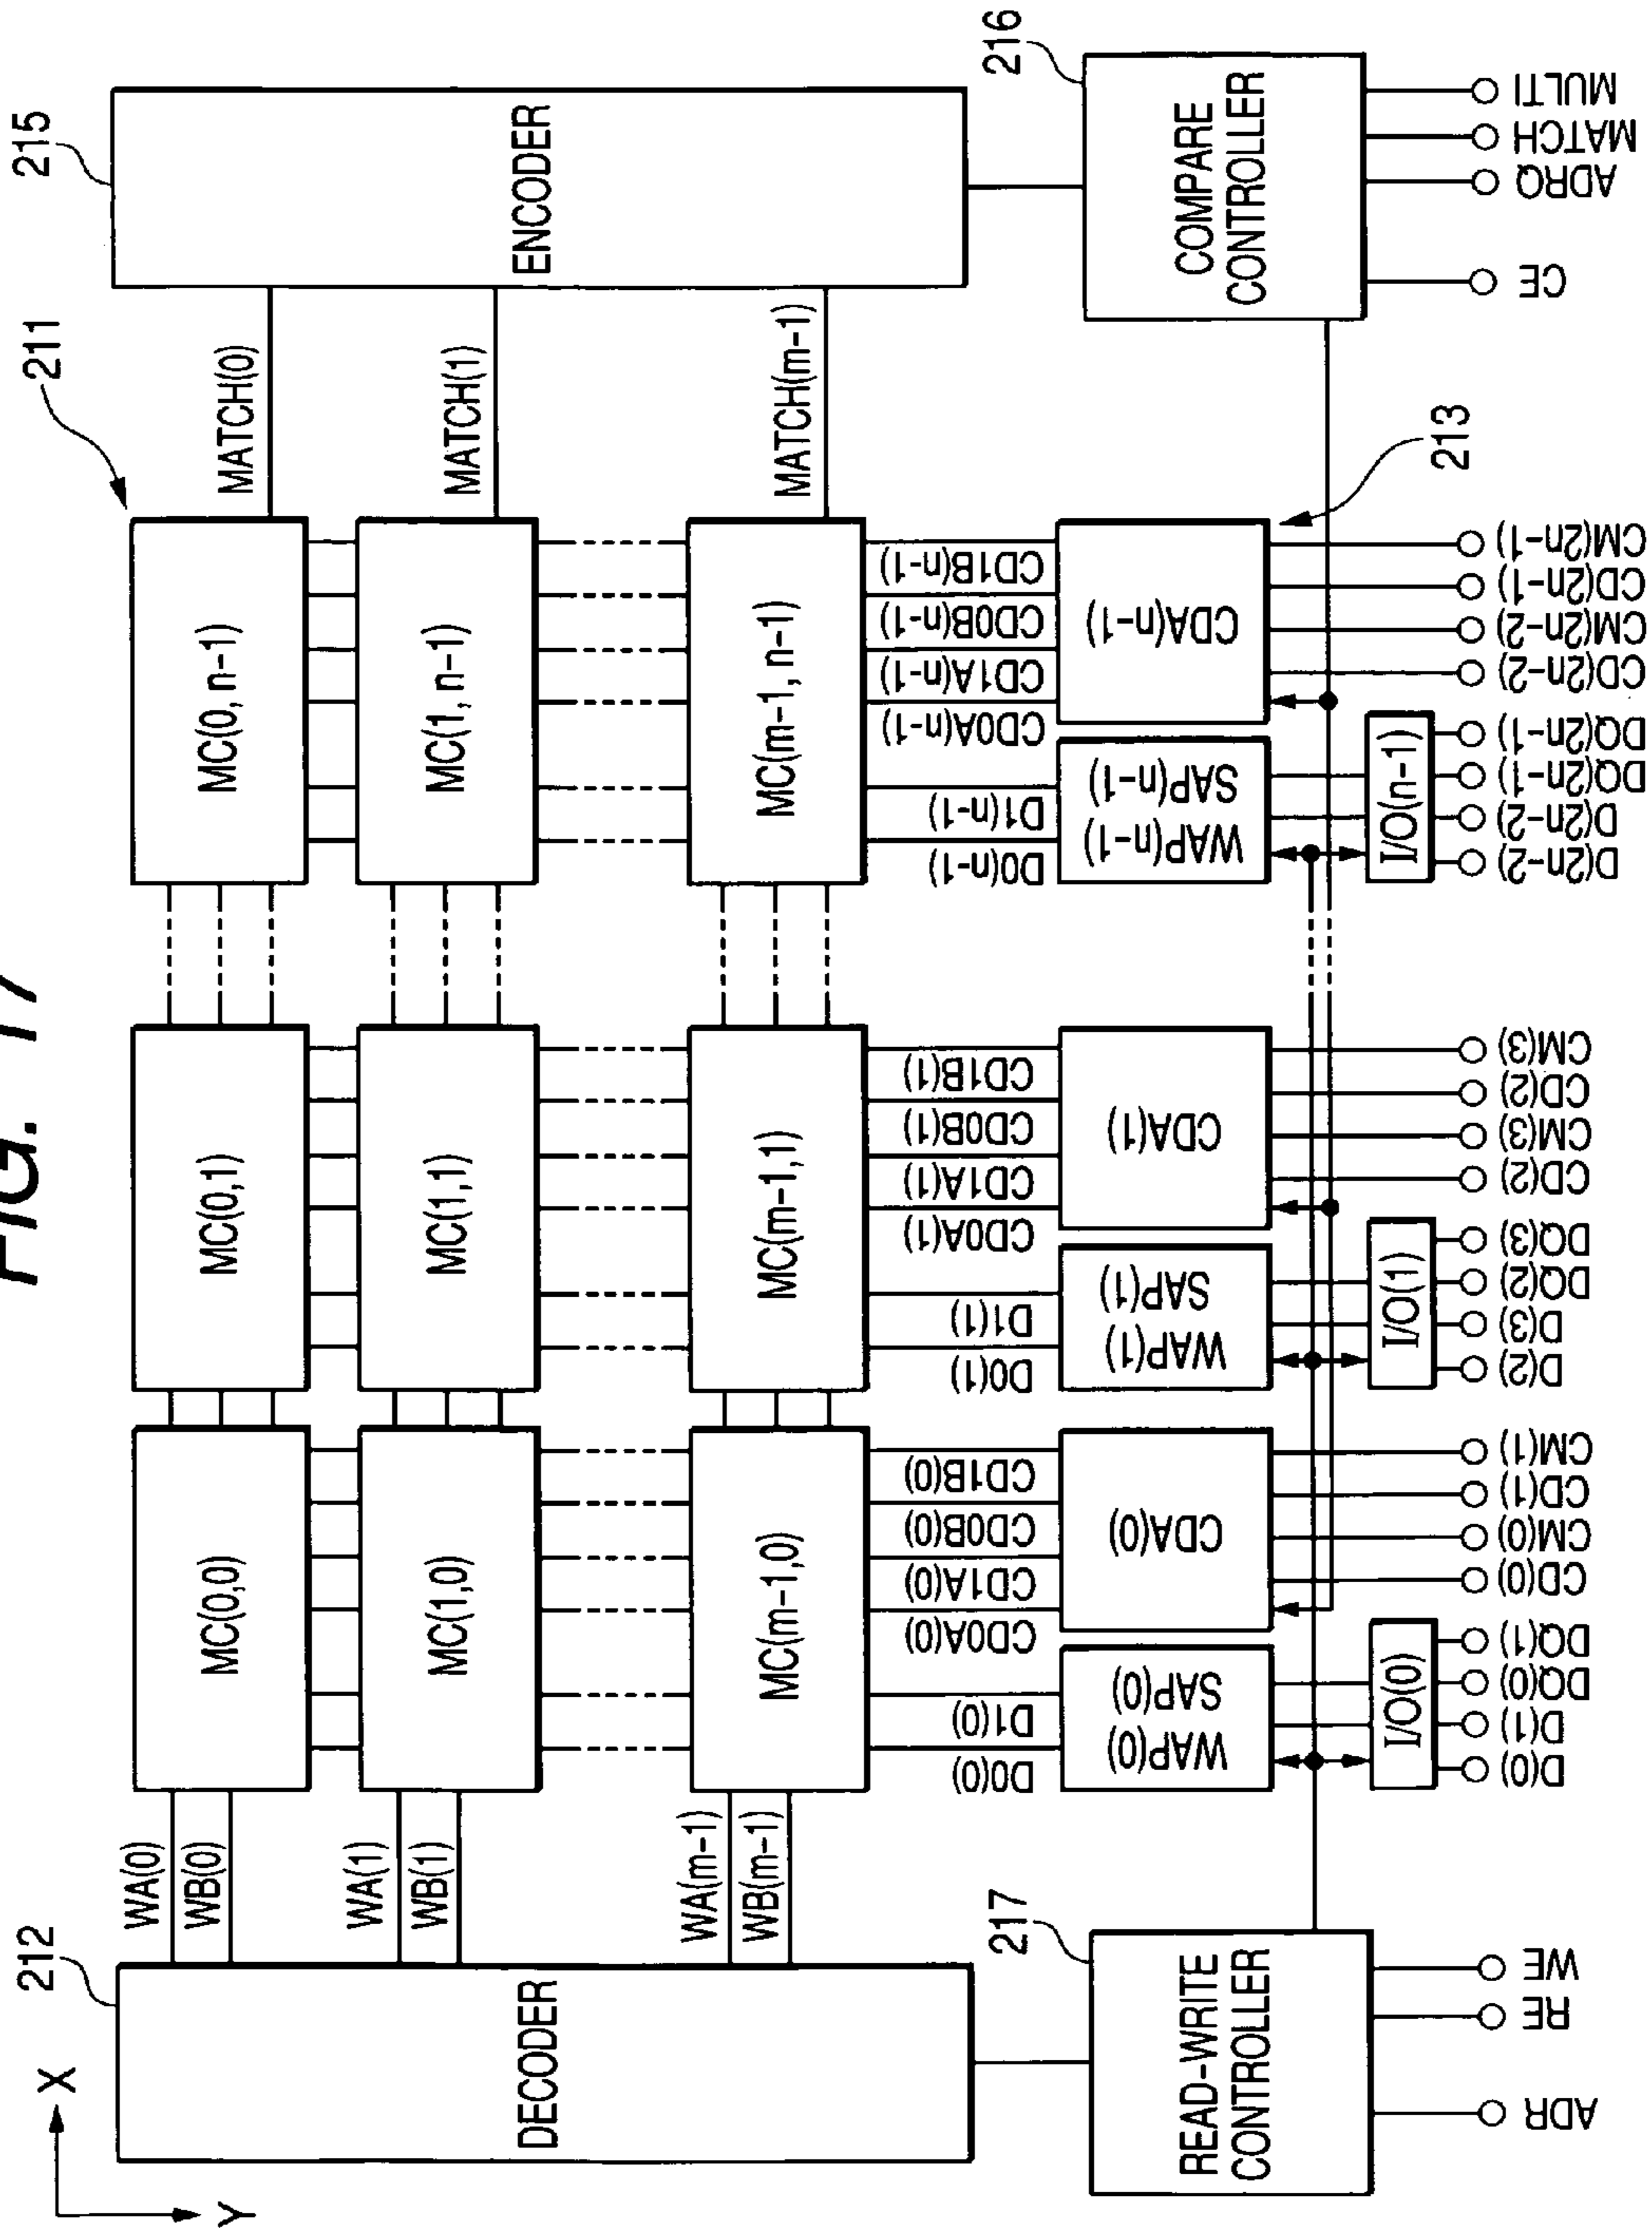 FIG. 17
X
Y
212
DECODER
WA(0)
WB(0)
WA(1)
WB(1)
WA(m-1)
WB(m-1)
MC(0,0)
MC(0,1)
MC(0, n-1)
MC(1,0)
MC(1,1)
MC(1, n-1)
MC(m-1,0)
MC(m-1,1)
MC(m-1, n-1)
211
MATCH(0)
MATCH(1)
MATCH(m-1)
215
ENCODER
D0(0)
D1(0)
CD0A(0)
CD1A(0)
CD0B(0)
CD1B(0)
D0(1)
D1(1)
CD0A(1)
CD1A(1)
CD0B(1)
CD1B(1)
D0(n-1)
D1(n-1)
CD0A(n-1)
CD1A(n-1)
CD0B(n-1)
CD1B(n-1)
217
READ-WRITE
CONTROLLER
WAP(0)
SAP(0)
CDA(0)
WAP(1)
SAP(1)
CDA(1)
WAP(n-1)
SAP(n-1)
CDA(n-1)
213
216
COMPARE
CONTROLLER
I/O(0)
I/O(1)
I/O(n-1)
ADR
RE
WE
D(0)
D(1)
DQ(0)
DQ(1)
CD(0)
CM(0)
CD(1)
CM(1)
D(2)
D(3)
DQ(2)
DQ(3)
CD(2)
CM(3)
CD(2)
CM(3)
D(2n-2)
D(2n-2)
DQ(2n-1)
DQ(2n-1)
CD(2n-2)
CM(2n-2)
CD(2n-1)
CM(2n-1)
CE
ADRQ
MATCH
MULTI